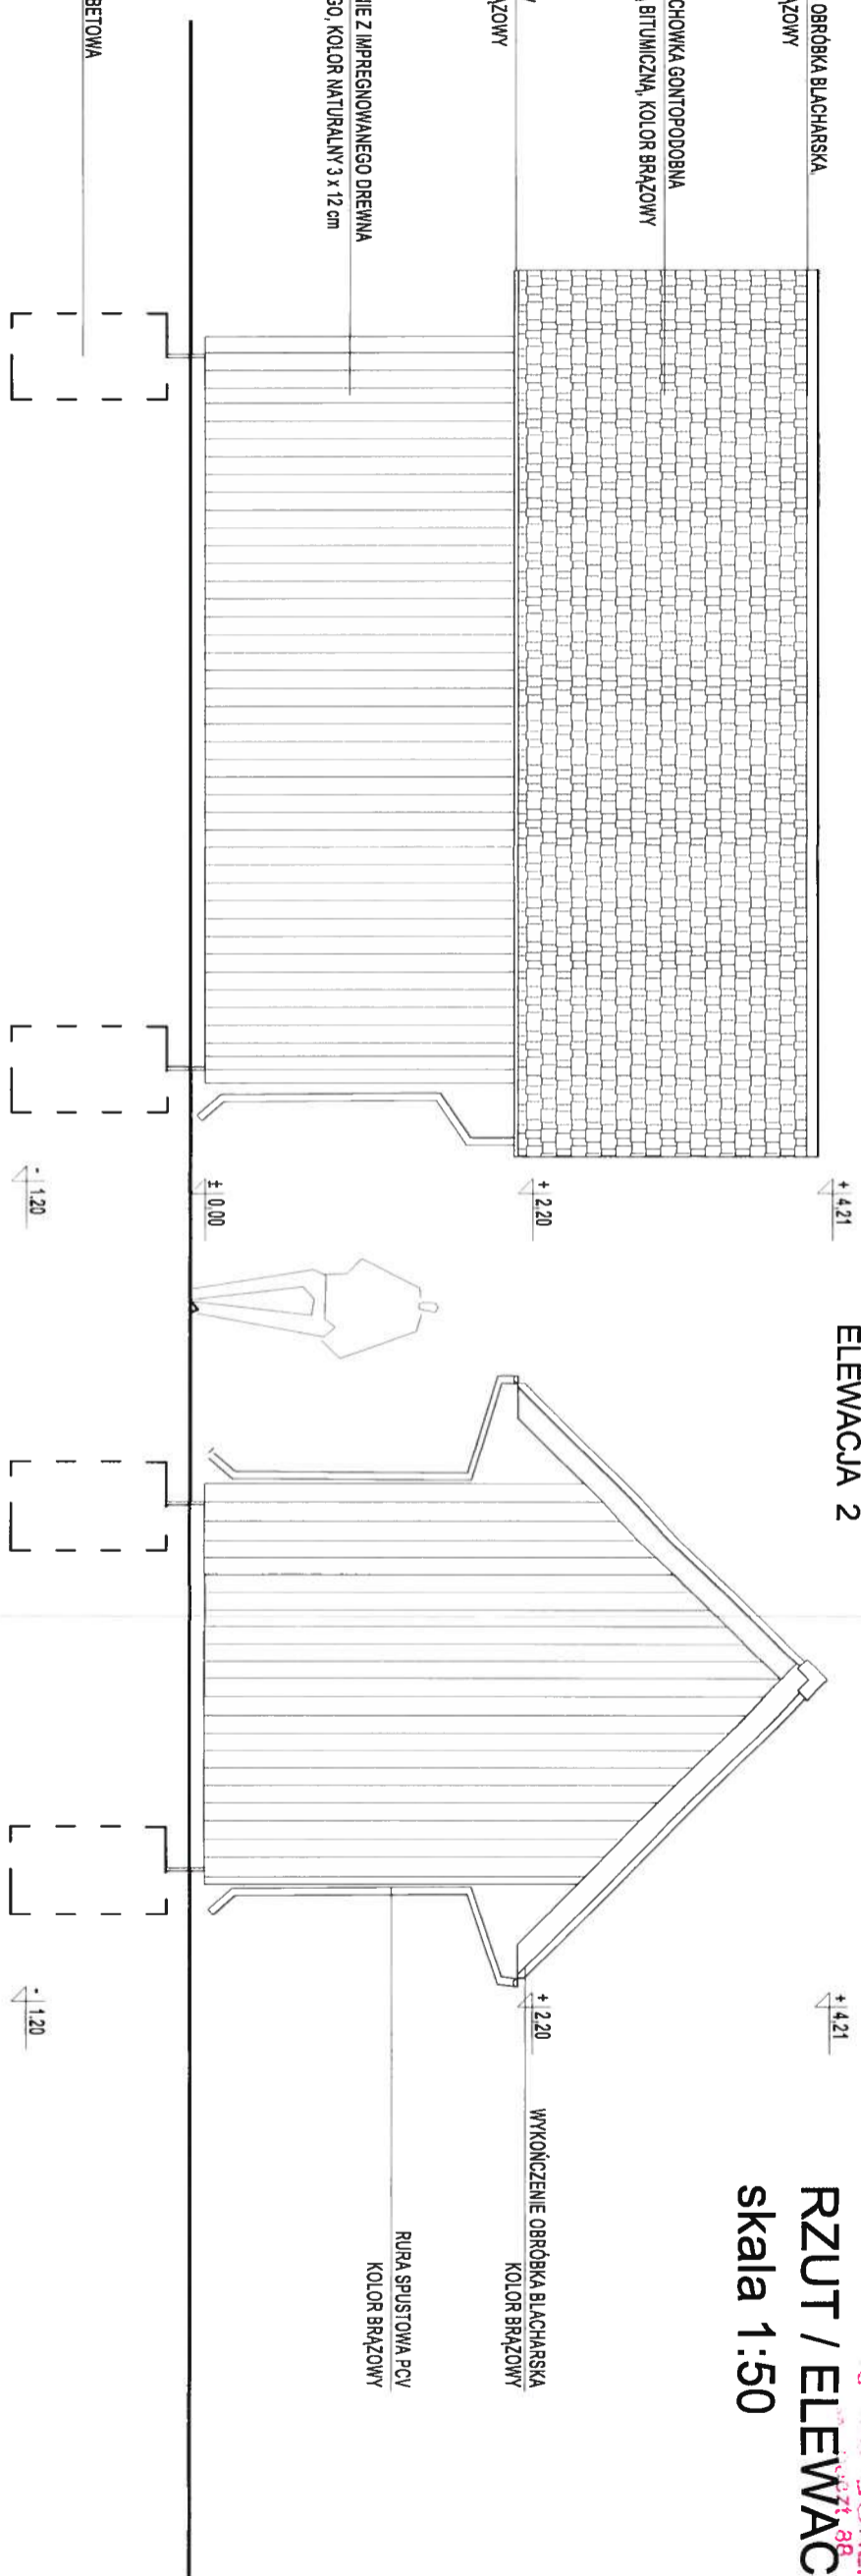 RZUT / ELEWAC
skala 1:50
ELEWACJA 2
OBRÓBKA BLACHARSKA,
ĄZOWY
CHOWKA GONTOPODOBNA
BITUMICZNĄ, KOLOR BRĄZOWY
ĄZOWY
IE Z IMPREGNOWANEGO DREWNA
GO, KOLOR NATURALNY 3 x 12 cm
BETOWA
+ 4,21
+ 2,20
± 0,00
- 1.20
+ 4,21
+ 2,20
- 1.20
WYKOŃCZENIE OBRÓBKA BLACHARSKA
KOLOR BRĄZOWY
RURA SPUSTOWA PCV
KOLOR BRĄZOWY